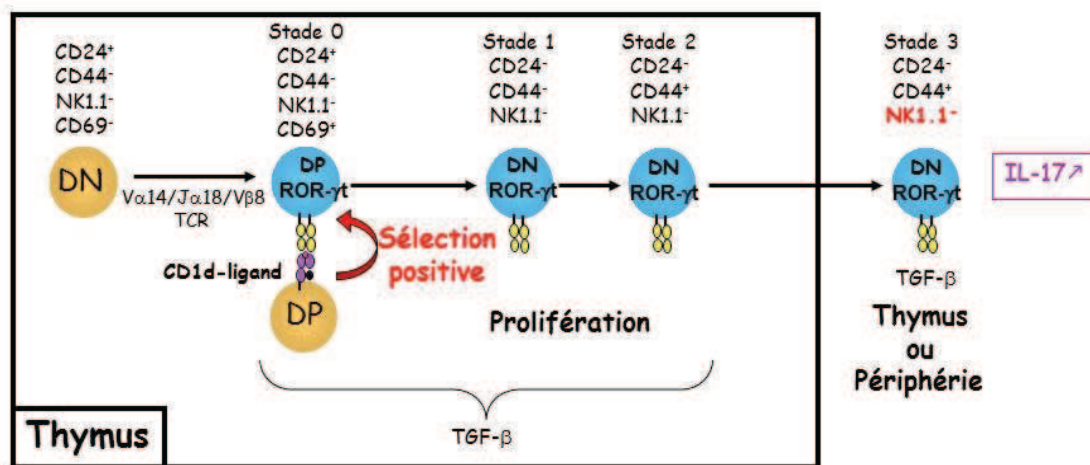 CD24+
CD44-
NK1.1-
CD69-
DN
Vα14/Jα18/Vβ8
TCR
Stade 0
CD24+
CD44-
NK1.1-
CD69+
DP
ROR-γt
CD1d-ligand
DP
Sélection
positive
Stade 1
CD24-
CD44-
NK1.1-
DN
ROR-γt
Stade 2
CD24-
CD44+
NK1.1-
DN
ROR-γt
Prolifération
TGF-β
Thymus
Stade 3
CD24-
CD44+
NK1.1-
DN
ROR-γt
TGF-β
Thymus
ou
Périphérie
IL-17↗